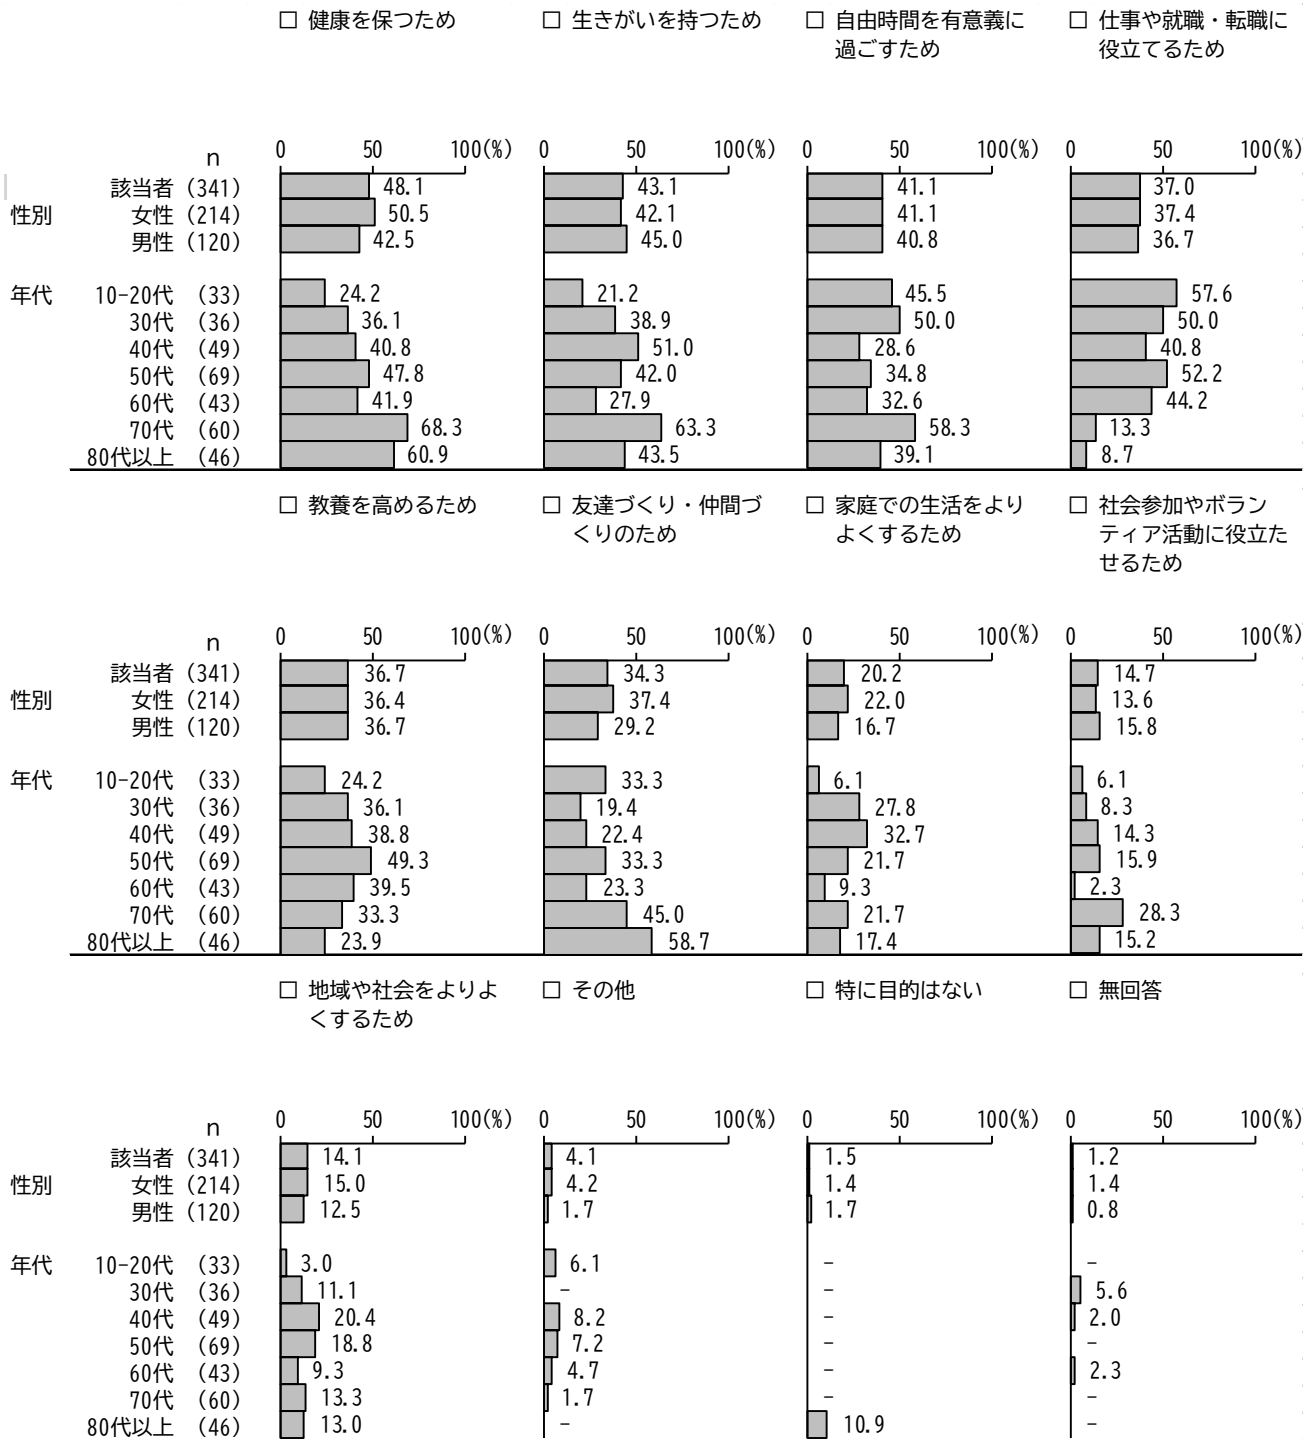 □ 健康を保つため □ 生きがいを持つため □ 自由時間を有意義に □ 仕事や就職・転職に
過ごすため 役立てるため
0 50 100(%) 0 50 100(%) 0 50 100(%) 0 50 100(%)
n
該当者 (341) 48.1 43.1 41.1 37.0
性別 女性 (214) 50.5 42.1 41.1 37.4
男性 (120) 42.5 45.0 40.8 36.7
年代 10-20代 (33) 24.2 21.2 45.5 57.6
30代 (36) 36.1 38.9 50.0 50.0
40代 (49) 40.8 51.0 28.6 40.8
50代 (69) 47.8 42.0 34.8 52.2
60代 (43) 41.9 27.9 32.6 44.2
70代 (60) 68.3 63.3 58.3 13.3
80代以上 (46) 60.9 43.5 39.1 8.7
□ 教養を高めるため □ 友達づくり・仲間づ □ 家庭での生活をより □ 社会参加やボラン
くりのため よくするため ティア活動に役立た
せるため
0 50 100(%) 0 50 100(%) 0 50 100(%) 0 50 100(%)
n
該当者 (341) 36.7 34.3 20.2 14.7
性別 女性 (214) 36.4 37.4 22.0 13.6
男性 (120) 36.7 29.2 16.7 15.8
年代 10-20代 (33) 24.2 33.3 6.1 6.1
30代 (36) 36.1 19.4 27.8 8.3
40代 (49) 38.8 22.4 32.7 14.3
50代 (69) 49.3 33.3 21.7 15.9
60代 (43) 39.5 23.3 9.3 2.3
70代 (60) 33.3 45.0 21.7 28.3
80代以上 (46) 23.9 58.7 17.4 15.2
□ 地域や社会をよりよ □ その他 □ 特に目的はない □ 無回答
くするため
0 50 100(%) 0 50 100(%) 0 50 100(%) 0 50 100(%)
n
該当者 (341) 14.1 4.1 1.5 1.2
性別 女性 (214) 15.0 4.2 1.4 1.4
男性 (120) 12.5 1.7 1.7 0.8
年代 10-20代 (33) 3.0 6.1 - -
30代 (36) 11.1 - - 5.6
40代 (49) 20.4 8.2 - 2.0
50代 (69) 18.8 7.2 - -
60代 (43) 9.3 4.7 - 2.3
70代 (60) 13.3 1.7 - -
80代以上 (46) 13.0 - 10.9 -